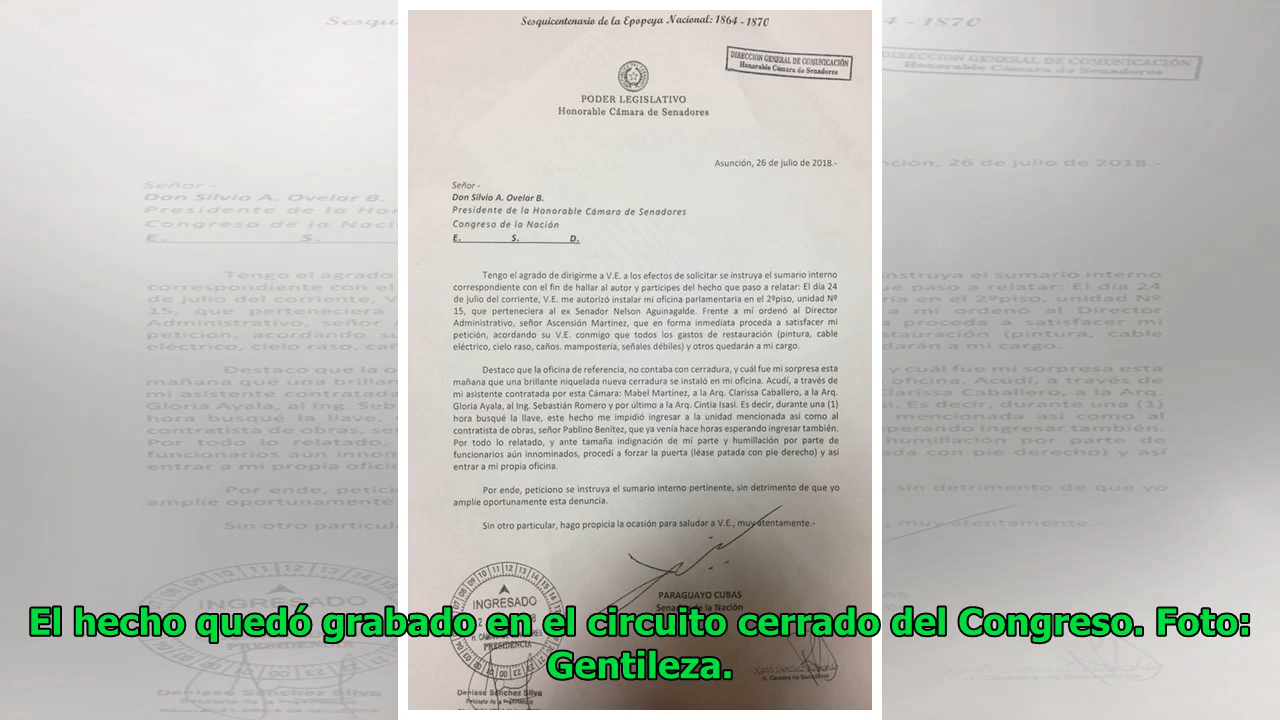 Sesquicentenario de la Epopeya Nacional: 1864 - 1870
DIRECCION GENERAL DE COMUNICACIÓN
Honorable Cámara de Senadores
PODER LEGISLATIVO
Honorable Cámara de Senadores
Asunción, 26 de julio de 2018.-
Señor -
Don Silvio A. Ovelar B.
Presidente de la Honorable Cámara de Senadores
Congreso de la Nación
E. S. D.
Tengo el agrado de dirigirme a V.E. a los efectos de solicitar se instruya el sumario interno
correspondiente con el fin de hallar al autor y partícipes del hecho que paso a relatar: El día 24
de julio del corriente, V.E. me autorizó instalar mi oficina parlamentaria en el 2ºpiso, unidad Nº
15, que perteneciera al ex Senador Nelson Aguinagalde. Frente a mí ordenó al Director
Administrativo, señor Ascensión Martínez, que en forma inmediata proceda a satisfacer mi
petición, acordando su V.E. conmigo que todos los gastos de restauración (pintura, cable
eléctrico, cielo raso, caños. mampostería, señales débiles) y otros quedarán a mi cargo.
Destaco que la oficina de referencia, no contaba con cerradura, y cuál fue mi sorpresa esta
mañana que una brillante niquelada nueva cerradura se instaló en mi oficina. Acudí, a través de
mi asistente contratada por esta Cámara: Mabel Martinez, a la Arq. Clarissa Caballero, a la Arq.
Gloria Ayala, al Ing. Sebastián Romero y por último a la Arq. Cintia Isasi. Es decir, durante una (1)
hora busqué la llave, este hecho me impidió ingresar a la unidad mencionada así como al
contratista de obras, señor Pablino Benítez, que ya venía hace horas esperando ingresar también.
Por todo lo relatado, y ante tamaña indignación de mi parte y humillación por parte de
funcionarios aún innominados, procedí a forzar la puerta (léase patada con pie derecho) y así
entrar a mi propia oficina.
Por ende, peticiono se instruya el sumario interno pertinente, sin detrimento de que yo
amplie oportunamente esta denuncia.
Sin otro particular, hago propicia la ocasión para saludar a V.E., muy atentamente.-
PARAGUAYO CUBAS
Senador de la Nación
INGRESADO
PRESIDENCIA
Denisse Sánchez Silva
H. Cámara de Senadores
El hecho quedó grabado en el circuito cerrado del Congreso. Foto:
Gentileza.